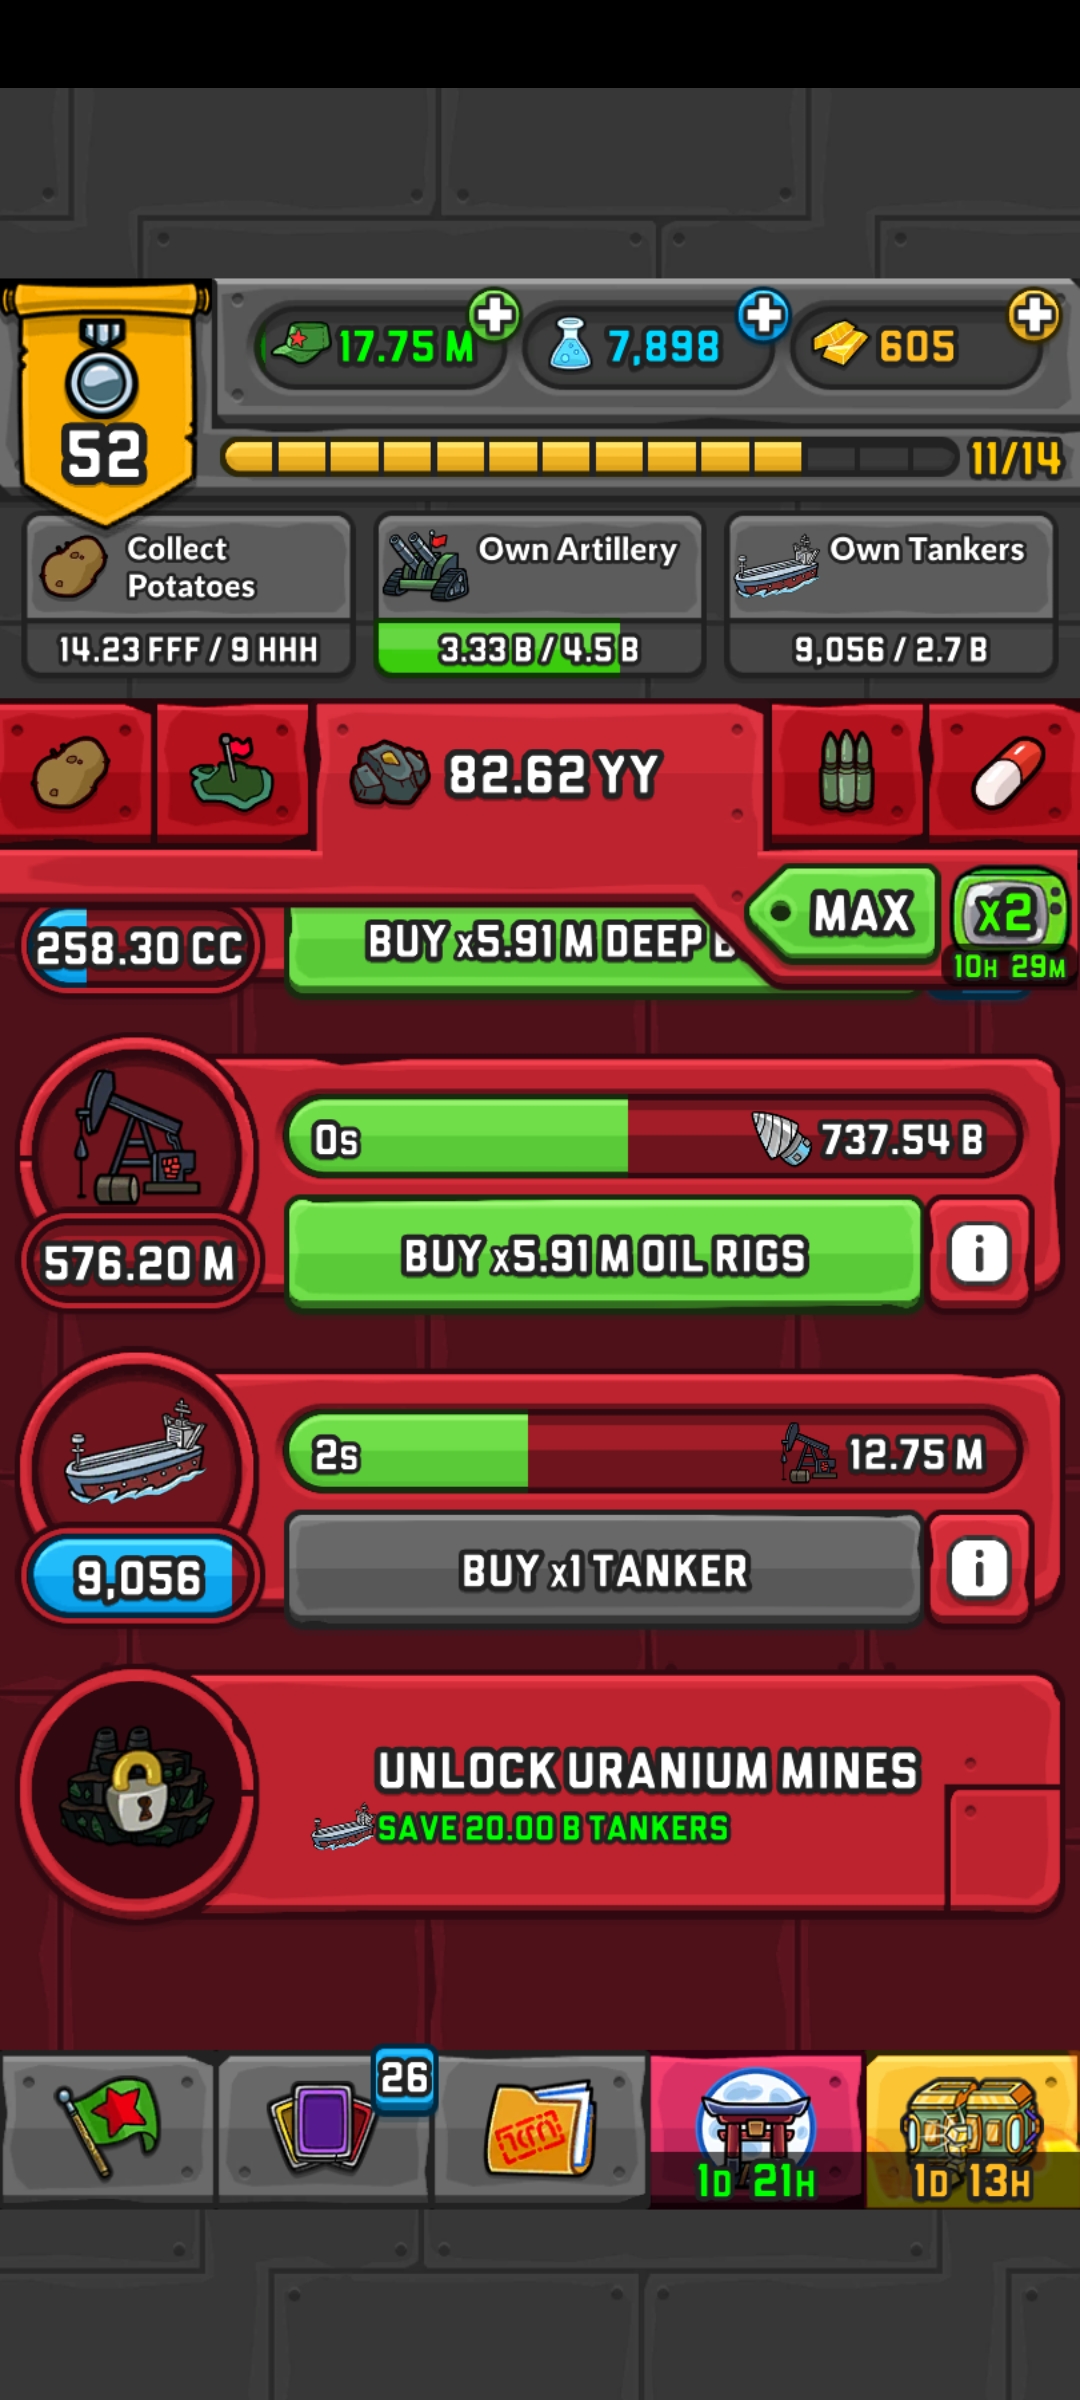 17.75 M
7,898
605
52
11/14
Collect
Potatoes
Own Artillery
Own Tankers
14.23 FFF / 9 HHH
3.33 B / 4.5 B
9,056 / 2.7 B
82.62 YY
MAX
x2
10H 29M
258.30 CC
BUY x5.91 M DEEP
0s
737.54 B
576.20 M
BUY x5.91 M OIL RIGS
i
2s
12.75 M
9,056
BUY x1 TANKER
i
UNLOCK URANIUM MINES
SAVE 20.00 B TANKERS
26
1D 21H
1D 13H